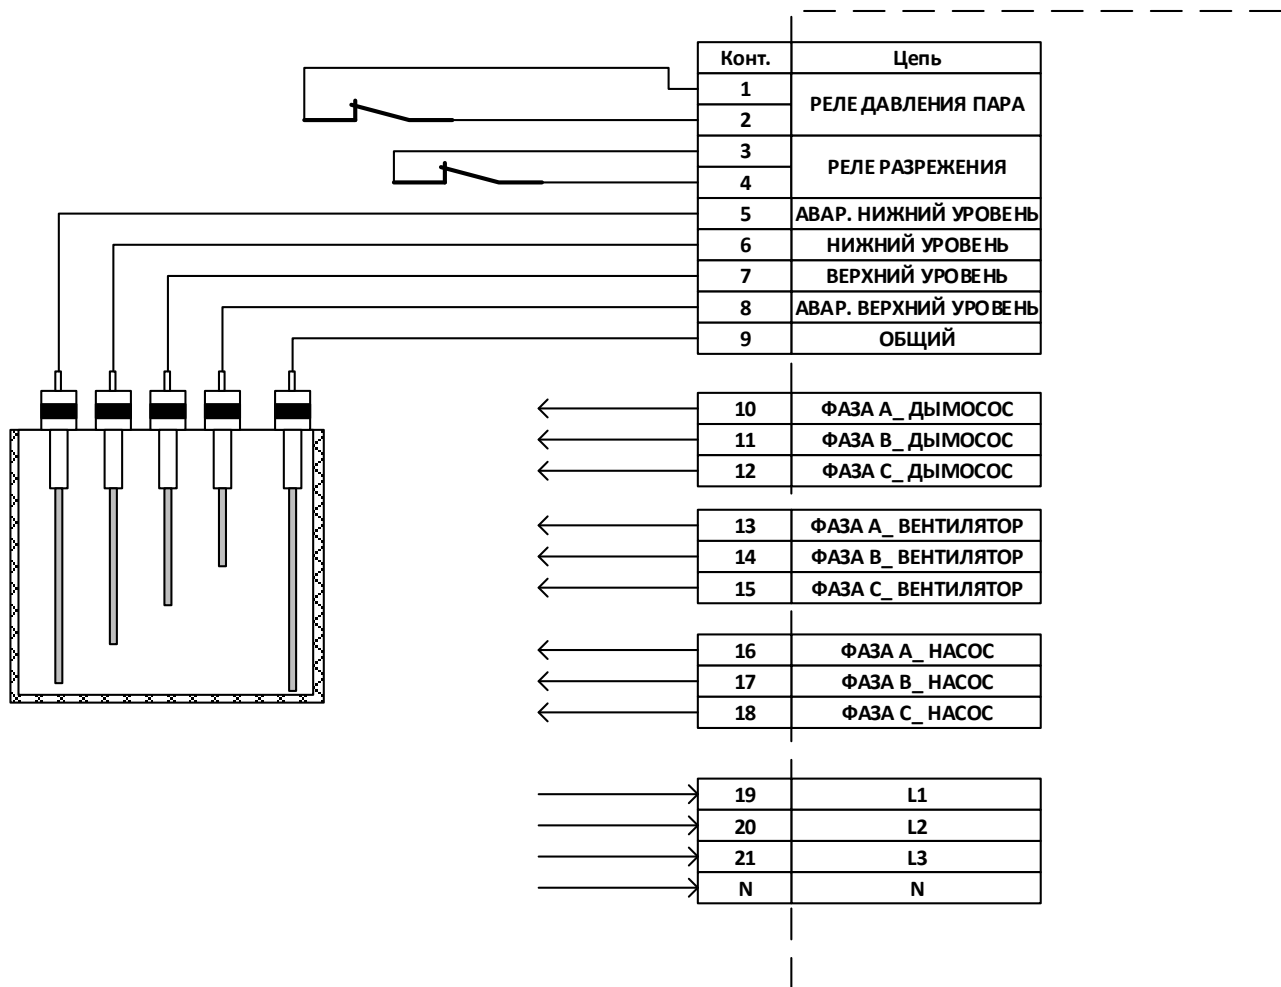 Конт. Цепь
1 РЕЛЕ ДАВЛЕНИЯ ПАРА
2
3 РЕЛЕ РАЗРЕЖЕНИЯ
4
5 АВАР. НИЖНИЙ УРОВЕНЬ
6 НИЖНИЙ УРОВЕНЬ
7 ВЕРХНИЙ УРОВЕНЬ
8 АВАР. ВЕРХНИЙ УРОВЕНЬ
9 ОБЩИЙ
10 ФАЗА А_ ДЫМОСОС
11 ФАЗА В_ ДЫМОСОС
12 ФАЗА С_ ДЫМОСОС
13 ФАЗА А_ ВЕНТИЛЯТОР
14 ФАЗА В_ ВЕНТИЛЯТОР
15 ФАЗА С_ ВЕНТИЛЯТОР
16 ФАЗА А_ НАСОС
17 ФАЗА В_ НАСОС
18 ФАЗА С_ НАСОС
19 L1
20 L2
21 L3
N N